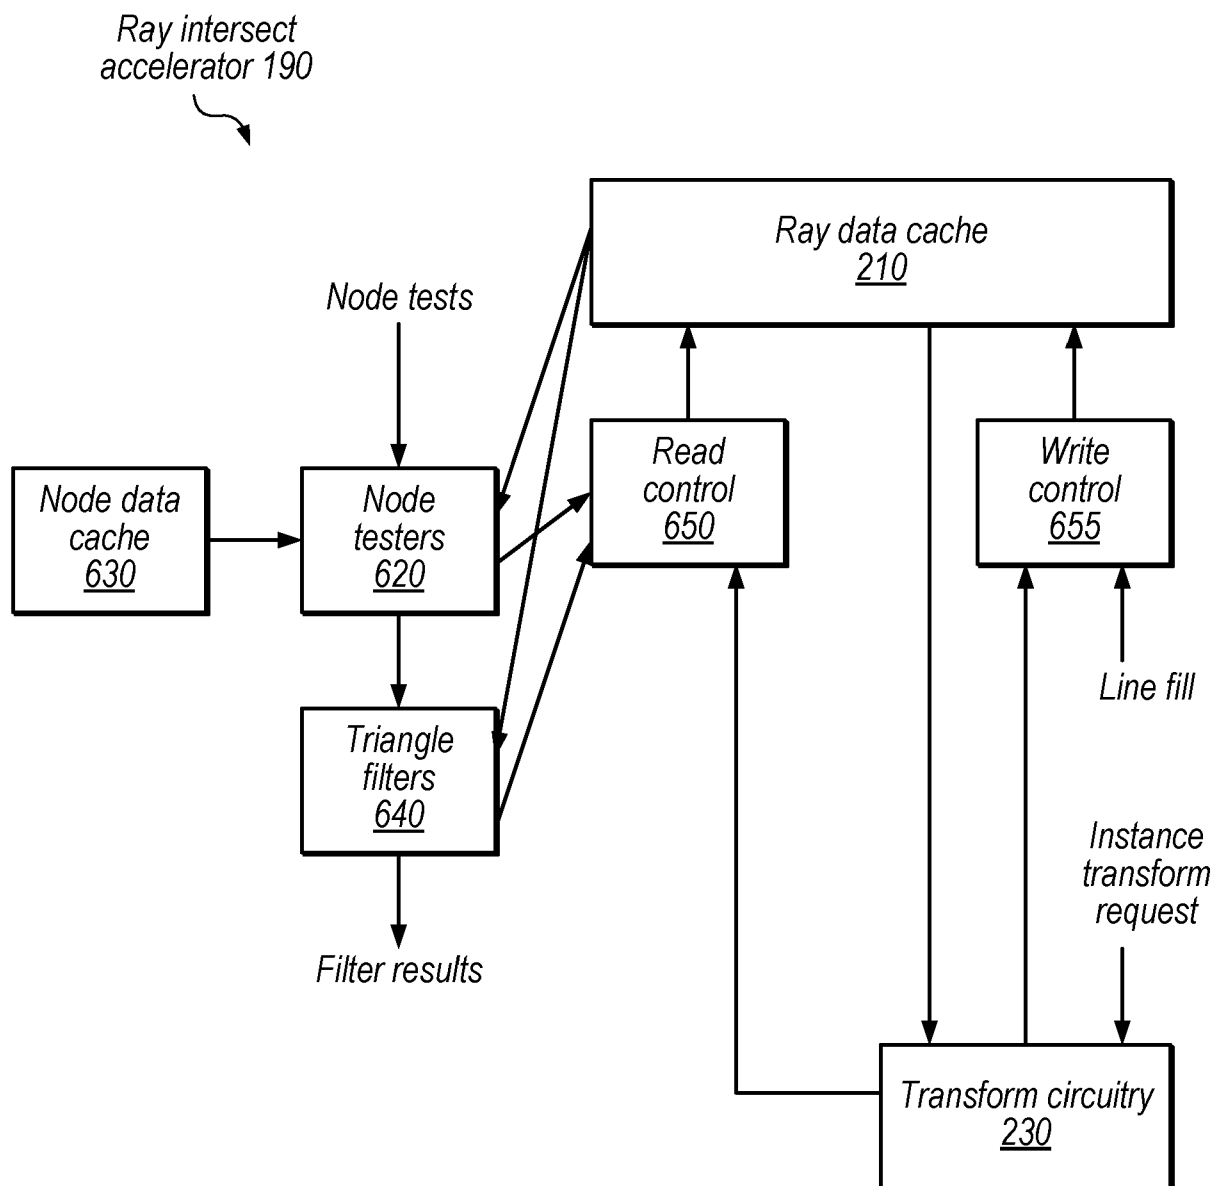 Ray intersect
accelerator 190
Ray data cache
210
Node tests
Node data
cache
630
Node
testers
620
Read
control
650
Write
control
655
Line fill
Triangle
filters
640
Instance
transform
request
Filter results
Transform circuitry
230